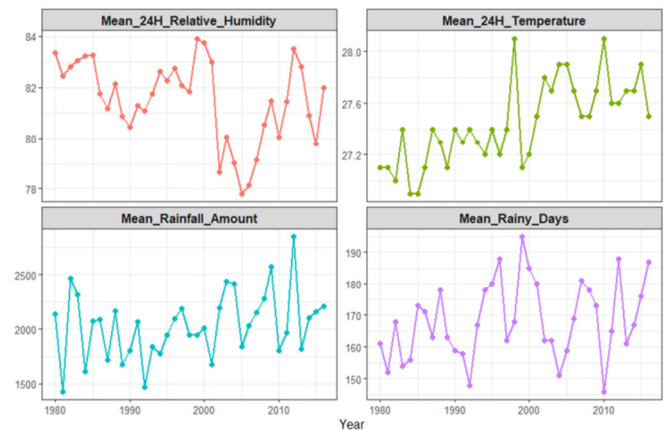 Mean_24H_Relative_Humidity
Mean_24H_Temperature
84
82
80
78
28.0
27.6
27.2
Mean_Rainfall_Amount
Mean_Rainy_Days
2500
2000
1500
190
180
170
160
150
1980 1990 2000 2010
1980 1990 2000 2010
Year